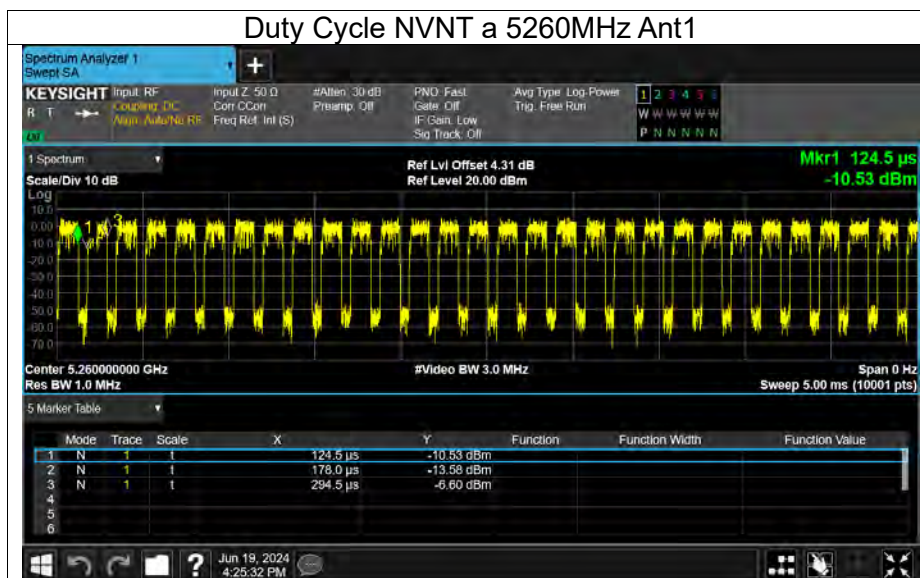 Duty Cycle NVNT a 5260MHz Ant1
Spectrum Analyzer 1
Swept SA
+
KEYSIGHT Input: RF Input Z: 50 Ω #Atten: 30 dB PNO: Fast Avg Type: Log-Power 1 2 3 4 5 6
R T Coupling: DC Corr CCorr Preamp: Off Gate: Off Trig: Free Run W W W W W W
Align: Auto/No RF Freq Ref: Int (S) IF Gain: Low P N N N N N
Sig Track: Off
1 Spectrum Ref Lvl Offset 4.31 dB Mkr1 124.5 µs
Scale/Div 10 dB Ref Level 20.00 dBm -10.53 dBm
Log
10.0
0.00 1 3
-10.0
-20.0
-30.0
-40.0
-50.0
-60.0
-70.0
Center 5.260000000 GHz #Video BW 3.0 MHz Span 0 Hz
Res BW 1.0 MHz Sweep 5.00 ms (10001 pts)
5 Marker Table
Mode Trace Scale X Y Function Function Width Function Value
1 N 1 t 124.5 µs -10.53 dBm
2 N 1 t 178.0 µs -13.58 dBm
3 N 1 t 294.5 µs -6.60 dBm
4
5
6
? Jun 19, 2024
4:25:32 PM